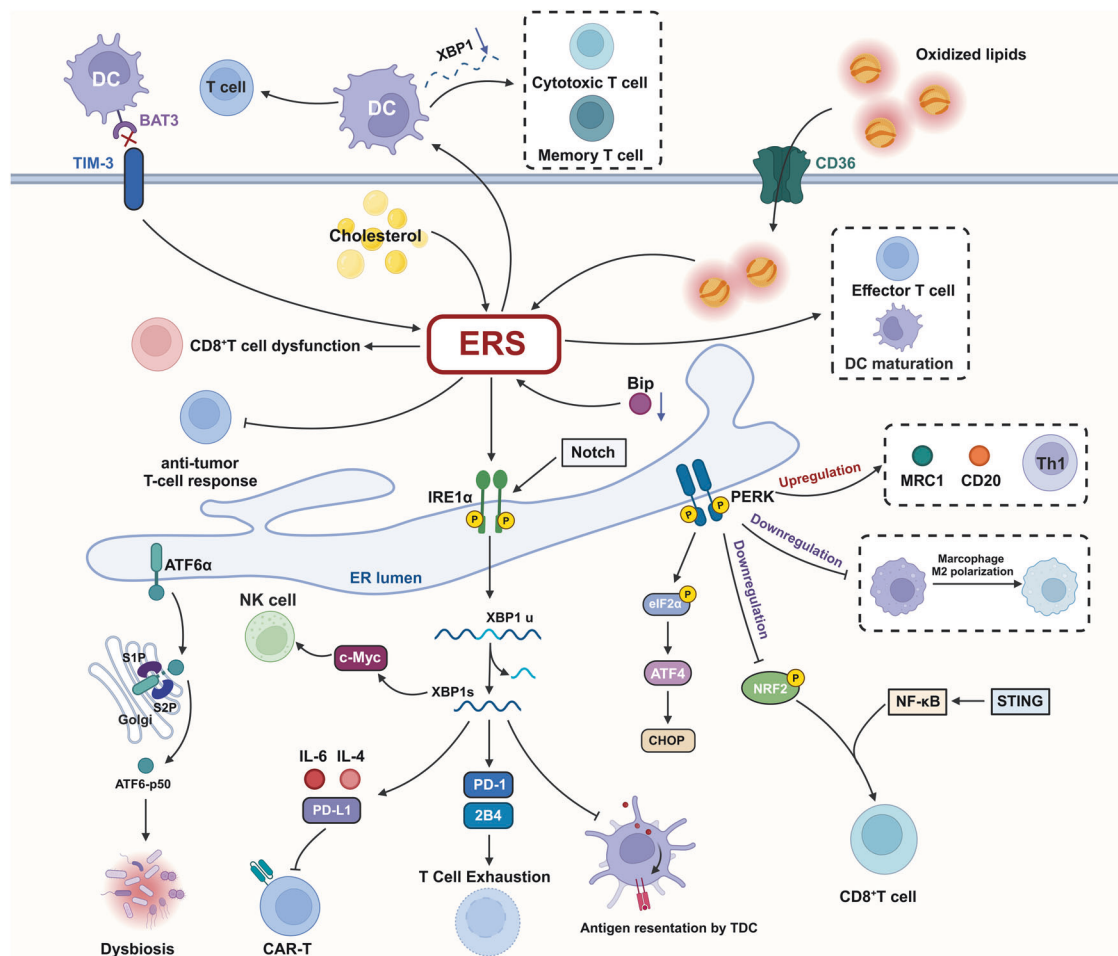 DC
BAT3
TIM-3
T cell
DC
XBP1
Cytotoxic T cell
Memory T cell
Oxidized lipids
CD36
Cholesterol
ERS
CD8⁺T cell dysfunction
Effector T cell
DC maturation
anti-tumor
T-cell response
Bip
Notch
IRE1α
P
P
PERK
P
P
Upregulation
MRC1
CD20
Th1
Downregulation
Marcophage
M2 polarization
Downregulation
ATF6α
ER lumen
NK cell
XBP1 u
c-Myc
XBP1s
eIF2α
P
ATF4
CHOP
NRF2
P
NF-κB
STING
S1P
S2P
Golgi
ATF6-p50
IL-6
IL-4
PD-L1
PD-1
2B4
T Cell Exhaustion
Dysbiosis
CAR-T
Antigen resentation by TDC
CD8⁺T cell